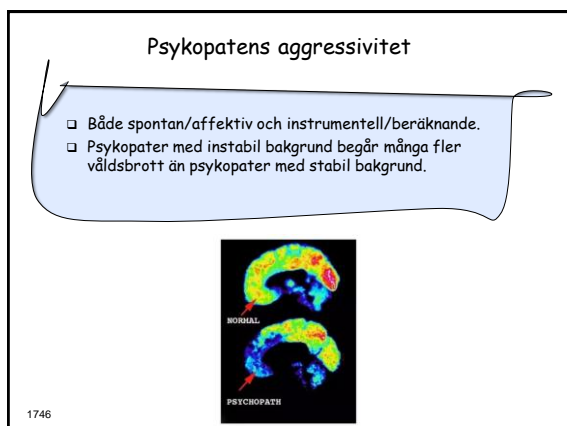 Psykopatens aggressivitet
❑ Både spontan/affektiv och instrumentell/beräknande.
❑ Psykopater med instabil bakgrund begår många fler
våldsbrott än psykopater med stabil bakgrund.
NORMAL
PSYCHOPATH
1746